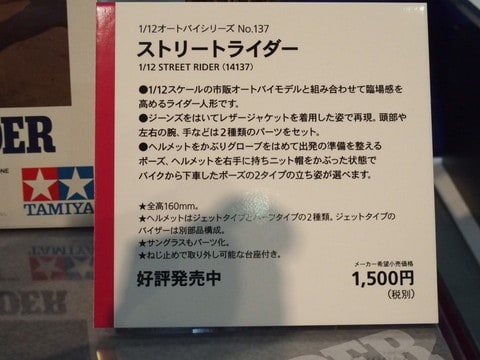 1/12オートバイシリーズ No.137
ストリートライダー
1/12 STREET RIDER (14137)
●1/12スケールの市販オートバイモデルと組み合わせて臨場感を
高めるライダー人形です。
●ジーンズをはいてレザージャケットを着用した姿で再現。頭部や
左右の腕、手などは2種類のパーツをセット。
●ヘルメットをかぶりグローブをはめて出発の準備を整える
ポーズ、ヘルメットを右手に持ちニット帽をかぶった状態で
バイクから下車したポーズの2タイプの立ち姿が選べます。
★全高160mm。
★ヘルメットはジェットタイプとハーフタイプの2種類。ジェットタイプの
バイザーは別部品構成。
★サングラスもパーツ化。
★ねじ止めで取り外し可能な台座付き。
好評発売中
メーカー希望小売価格
1,500円
(税別)
DER
TAMIYA